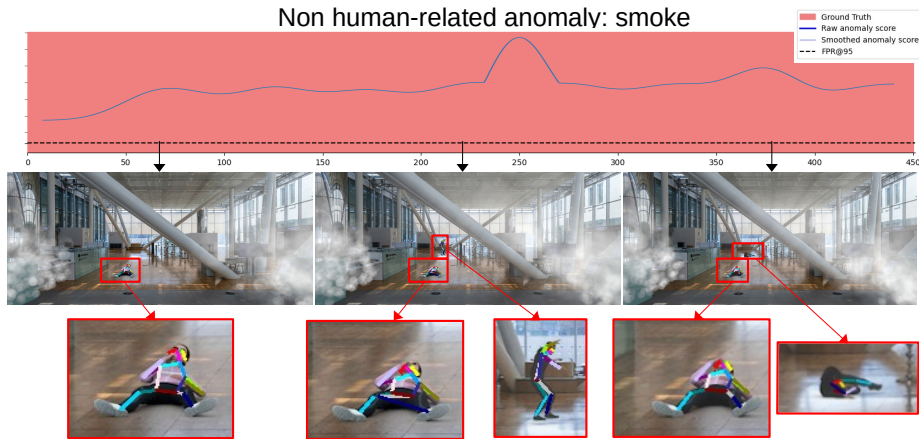 Non human-related anomaly: smoke
Ground Truth
Raw anomaly score
Smoothed anomaly score
FPR@95
0 50 100 150 200 250 300 350 400 450